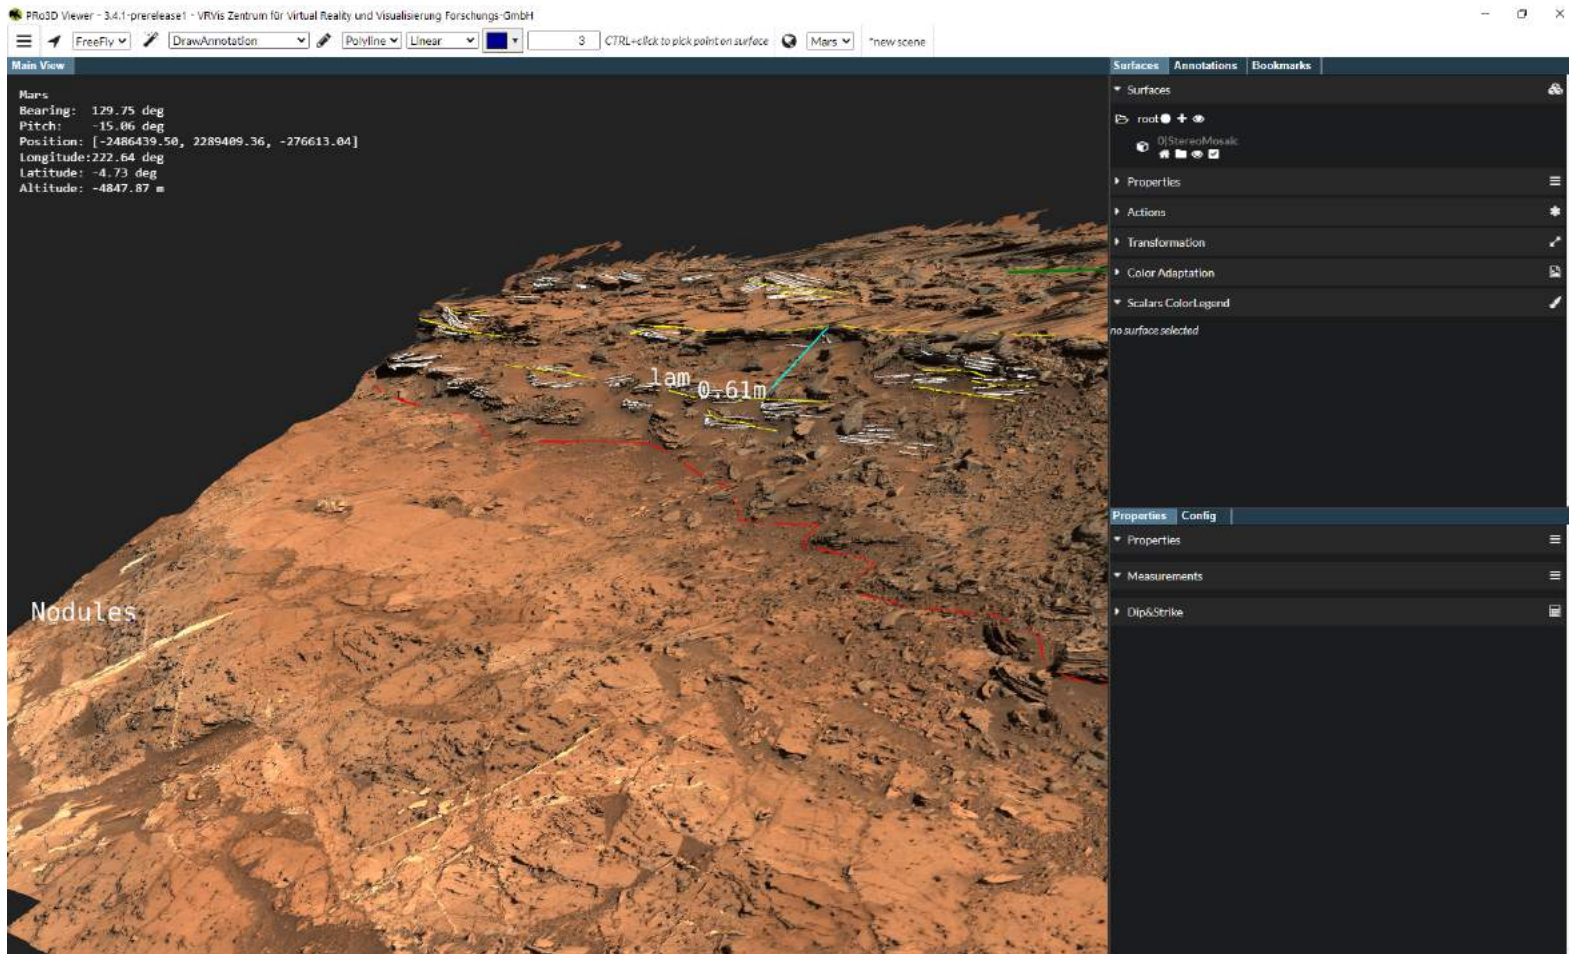 PRo3D Viewer - 3.4.1-prerelease1 - VRVis Zentrum für Virtual Reality und Visualisierung Forschungs-GmbH
FreeFly DrawAnnotation Polyline Linear 3 CTRL+click to pick point on surface Mars *new scene
Main View
Surfaces Annotations Bookmarks
Mars
Bearing: 129.75 deg
Pitch: -15.06 deg
Position: [-2486439.50, 2289409.36, -276613.04]
Longitude:222.64 deg
Latitude: -4.73 deg
Altitude: -4847.87 m
lam
0.61m
Nodules
Surfaces
root
0|StereoMosaic
Properties
Actions
Transformation
Color Adaptation
Scalars ColorLegend
no surface selected
Properties Config
Properties
Measurements
Dip&Strike